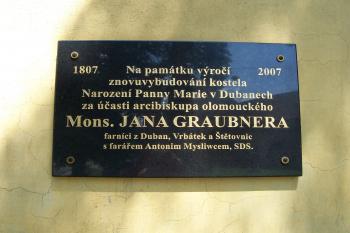 1807 Na památku výročí 2007
znovuvybudování kostela
Narození Panny Marie v Dubanech
za účasti arcibiskupa olomouckého
Mons. JANA GRAUBNERA
farníci z Duban, Vrbátek a Štětovic
s farářem Antonim Mysliwcem, SDS.